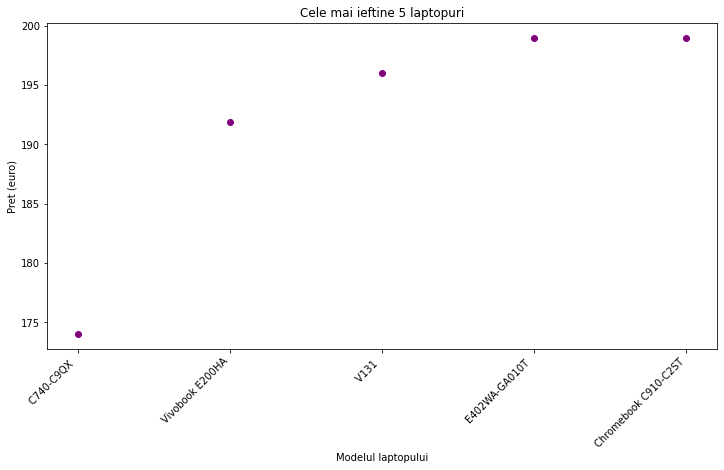 Cele mai ieftine 5 laptopuri
Pret (euro)
200
195
190
185
180
175
C740-C9QX
Vivobook E200HA
V131
E402WA-GA010T
Chromebook C910-C2ST
Modelul laptopului